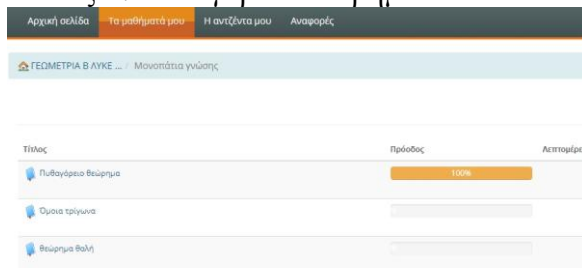 Αρχική σελίδα Τα μαθήματά μου Η αντζέντα μου Αναφορές
ΓΕΩΜΕΤΡΙΑ Β ΛΥΚΕ ... / Μονοπάτια γνώσης
Τίτλος Πρόοδος Λεπτομέρε
Πυθαγόρειο θεώρημα 100%
Όμοια τρίγωνα
θεώρημα θαλή